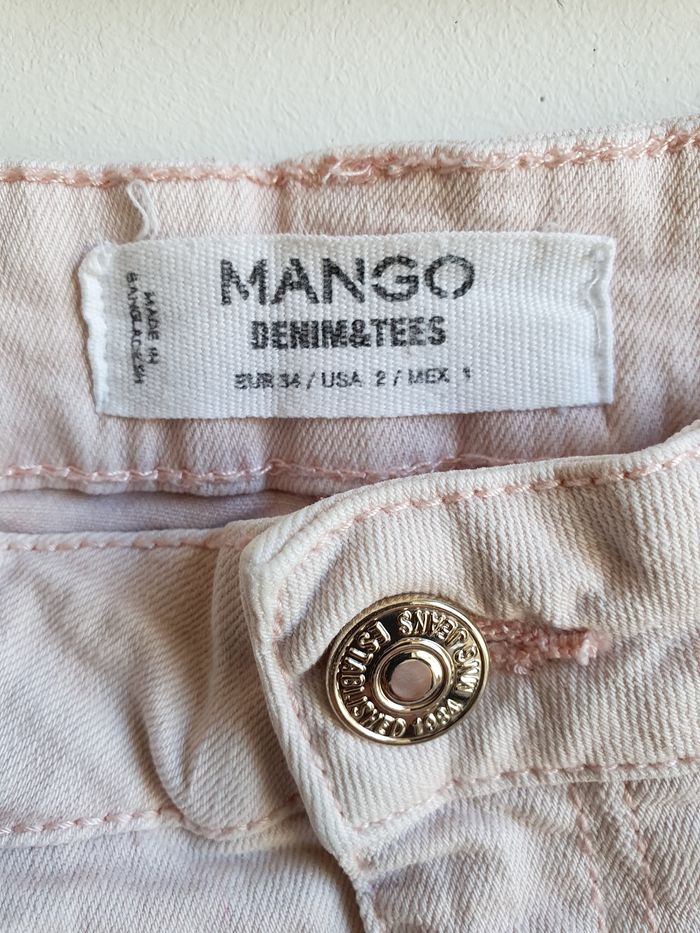 MANGO
DENIM&TEES
EUR 34 / USA 2 / MEX 1
MADE IN
BANGLADESH
MNG JEANS ESTABLISHED 1984